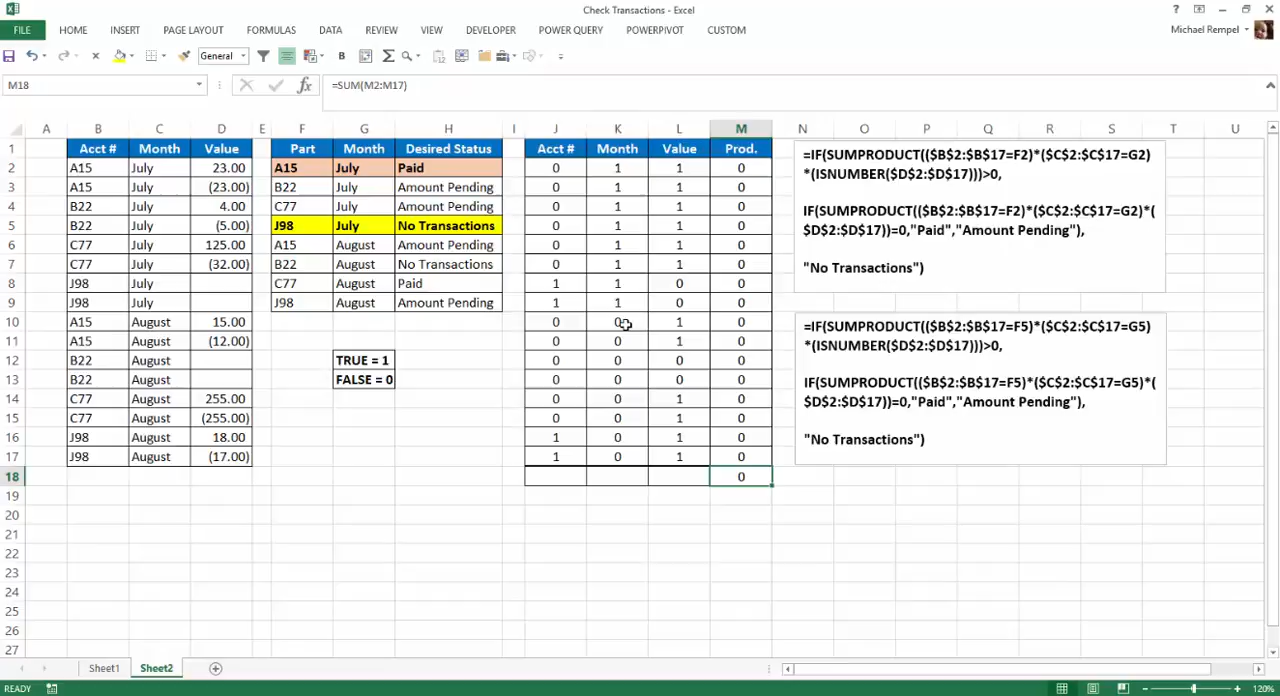 Check Transactions - Excel
FILE HOME INSERT PAGE LAYOUT FORMULAS DATA REVIEW VIEW DEVELOPER POWER QUERY POWERPIVOT CUSTOM Michael Rempel
General
M18 fx =SUM(M2:M17)
A B C D E F G H I J K L M N O P Q R S T U
1 Acct # Month Value Part Month Desired Status Acct # Month Value Prod.
2 A15 July 23.00 A15 July Paid 0 1 1 0
3 A15 July (23.00) B22 July Amount Pending 0 1 1 0
4 B22 July 4.00 C77 July Amount Pending 0 1 1 0
5 B22 July (5.00) J98 July No Transactions 0 1 1 0
6 C77 July 125.00 A15 August Amount Pending 0 1 1 0
7 C77 July (32.00) B22 August No Transactions 0 1 1 0
8 J98 July C77 August Paid 1 1 0 0
9 J98 July J98 August Amount Pending 1 1 0 0
10 A15 August 15.00 0 0 1 0
11 A15 August (12.00) 0 0 1 0
12 B22 August TRUE = 1 0 0 0 0
13 B22 August FALSE = 0 0 0 0 0
14 C77 August 255.00 0 0 1 0
15 C77 August (255.00) 0 0 1 0
16 J98 August 18.00 1 0 1 0
17 J98 August (17.00) 1 0 1 0
18 0
19
20
21
22
23
24
25
26
27
=IF(SUMPRODUCT(($B$2:$B$17=F2)*($C$2:$C$17=G2)
*(ISNUMBER($D$2:$D$17)))>0,
IF(SUMPRODUCT(($B$2:$B$17=F2)*($C$2:$C$17=G2)*(
$D$2:$D$17))=0,"Paid","Amount Pending"),
"No Transactions")
=IF(SUMPRODUCT(($B$2:$B$17=F5)*($C$2:$C$17=G5)
*(ISNUMBER($D$2:$D$17)))>0,
IF(SUMPRODUCT(($B$2:$B$17=F5)*($C$2:$C$17=G5)*(
$D$2:$D$17))=0,"Paid","Amount Pending"),
"No Transactions")
Sheet1 Sheet2
READY 120%